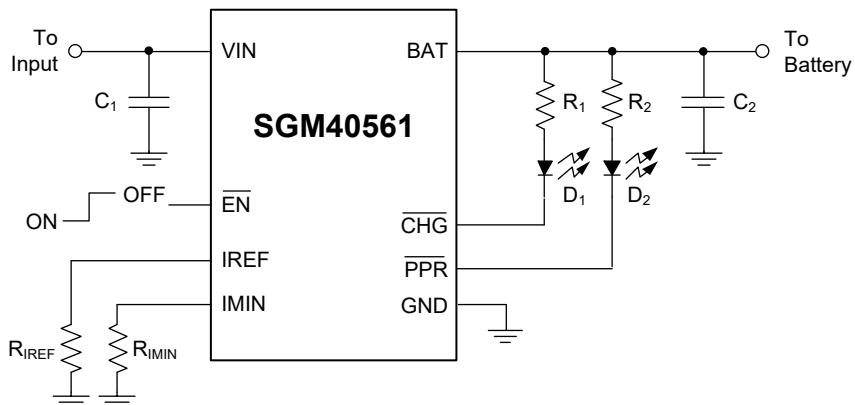 To
Input
VIN
BAT
To
Battery
C1
R1
R2
C2
SGM40561
D1
D2
ON
OFF
EN
CHG
IREF
PPR
IMIN
GND
RIREF
RIMIN